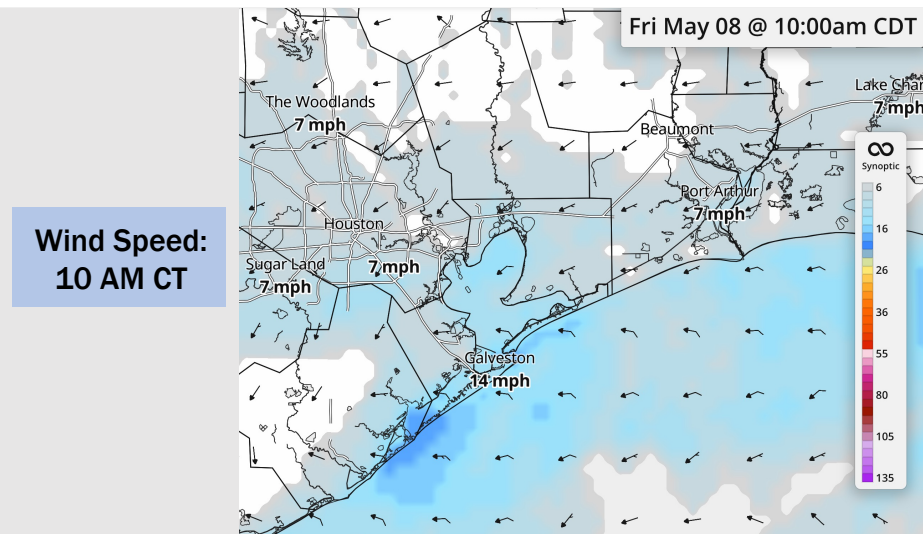 Fri May 08 @ 10:00am CDT
The Woodlands
7 mph
Lake Char
7 mph
Beaumont
Synoptic
Port Arthur
7 mph
Houston
7 mph
Sugar Land
7 mph
Wind Speed:
10 AM CT
Galveston
14 mph
6
16
26
36
55
80
105
135